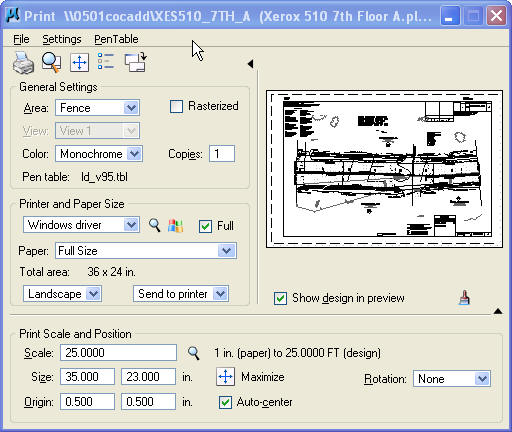 Print \\0501cocadd\XES510_7TH_A (Xerox 510 7th Floor A.pl...
File Settings PenTable
General Settings
Area: Fence Rasterized
View: View 1
Color: Monochrome Copies: 1
Pen table: ld_v95.tbl
Printer and Paper Size
Windows driver Full
Paper: Full Size
Total area: 36 x 24 in.
Landscape Send to printer
Show design in preview
Print Scale and Position
Scale: 25.0000 1 in. (paper) to 25.0000 FT (design)
Size: 35.000 23.000 in. Maximize Rotation: None
Origin: 0.500 0.500 in. Auto-center